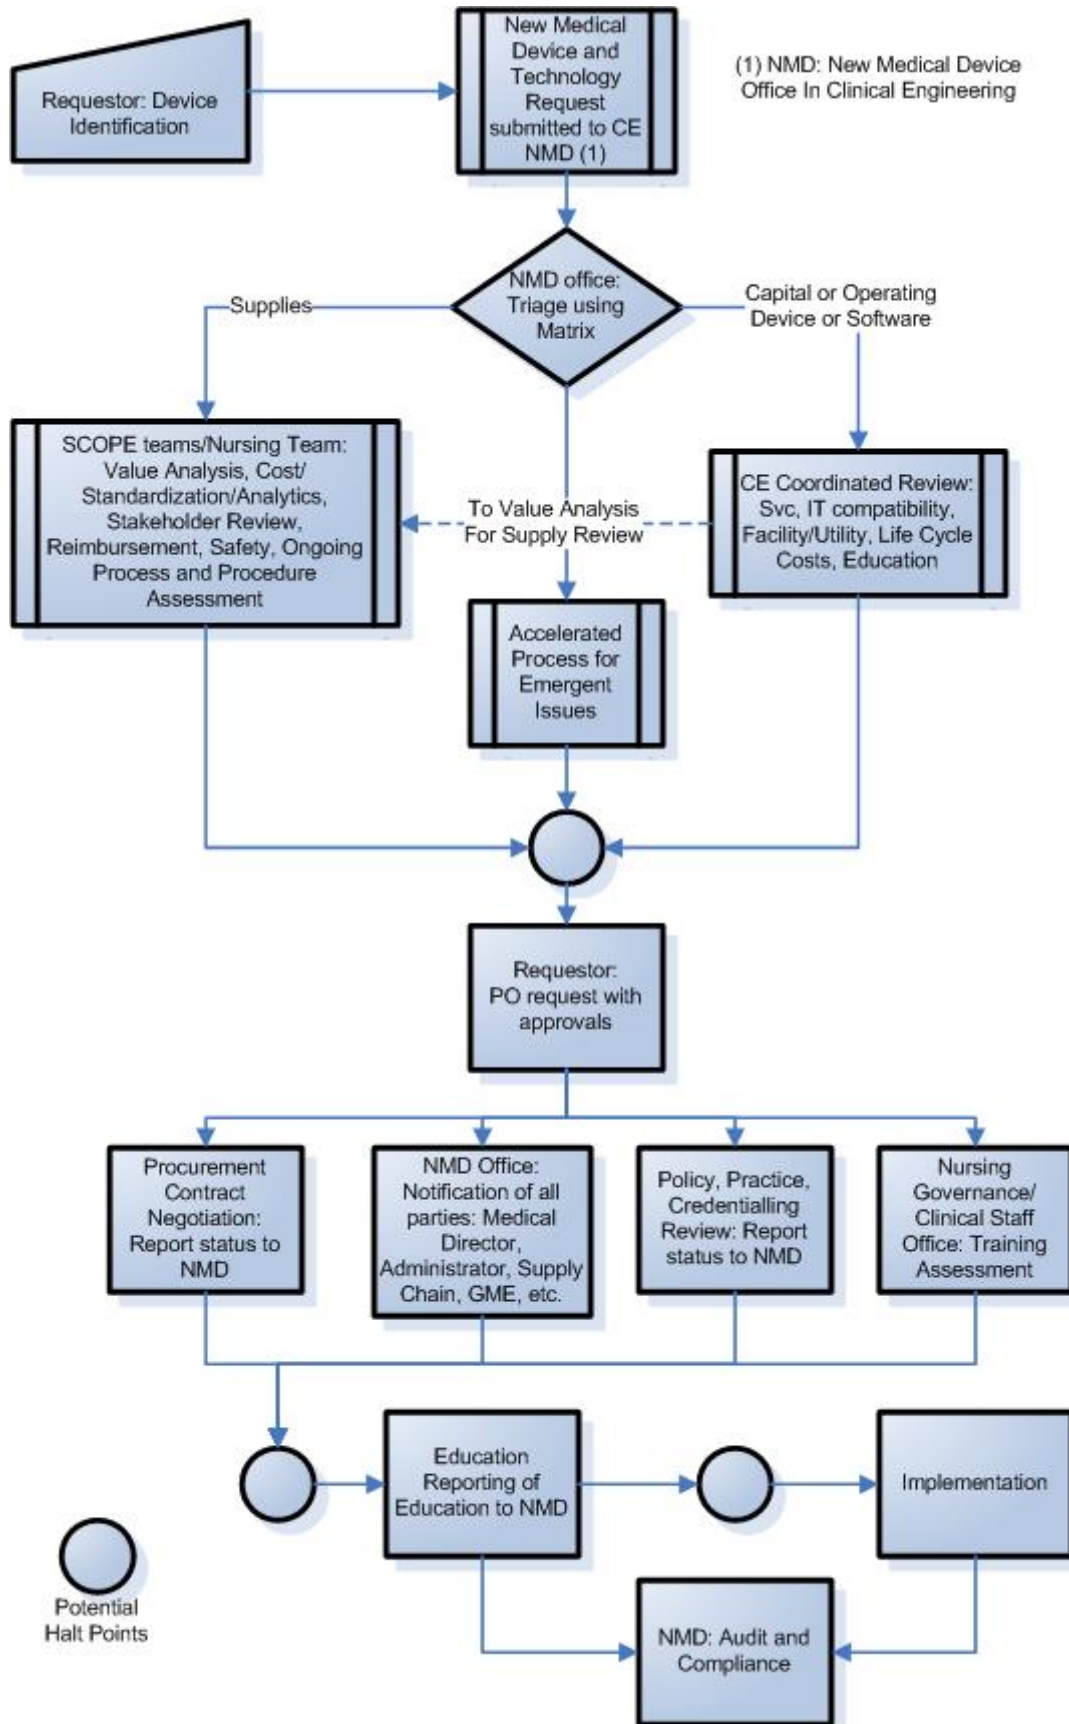 Requestor: Device
Identification
New Medical
Device and
Technology
Request
submitted to CE
NMD (1)
(1) NMD: New Medical Device
Office In Clinical Engineering
NMD office:
Triage using
Matrix
Supplies
Capital or Operating
Device or Software
SCOPE teams/Nursing Team:
Value Analysis, Cost/
Standardization/Analytics,
Stakeholder Review,
Reimbursement, Safety, Ongoing
Process and Procedure
Assessment
To Value Analysis
For Supply Review
CE Coordinated Review:
Svc, IT compatibility,
Facility/Utility, Life Cycle
Costs, Education
Accelerated
Process for
Emergent
Issues
Requestor:
PO request with
approvals
Procurement
Contract
Negotiation:
Report status to
NMD
NMD Office:
Notification of all
parties: Medical
Director,
Administrator, Supply
Chain, GME, etc.
Policy, Practice,
Credentialling
Review: Report
status to NMD
Nursing
Governance/
Clinical Staff
Office: Training
Assessment
Education
Reporting of
Education to NMD
Implementation
Potential
Halt Points
NMD: Audit and
Compliance